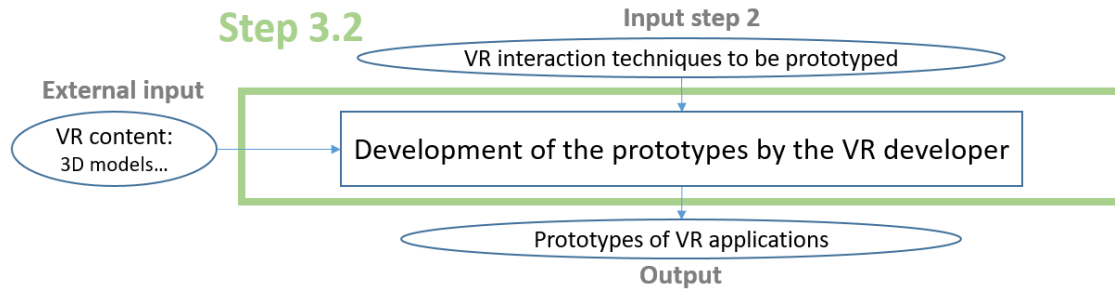 Step 3.2
Input step 2
VR interaction techniques to be prototyped
External input
VR content:
3D models...
Development of the prototypes by the VR developer
Prototypes of VR applications
Output